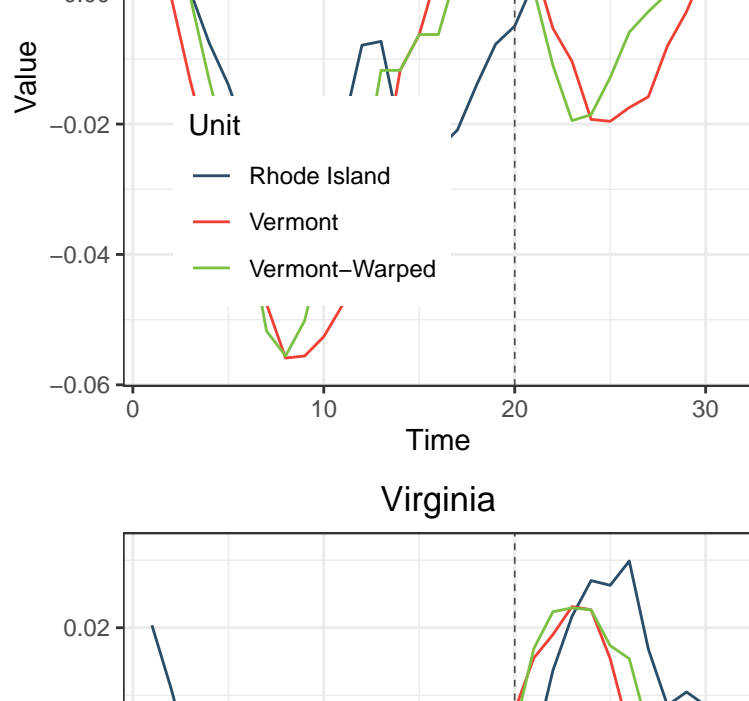 Value
−0.02
Unit
Rhode Island
Vermont
Vermont−Warped
−0.04
−0.06
0 10 20 30
Time
Virginia
0.02